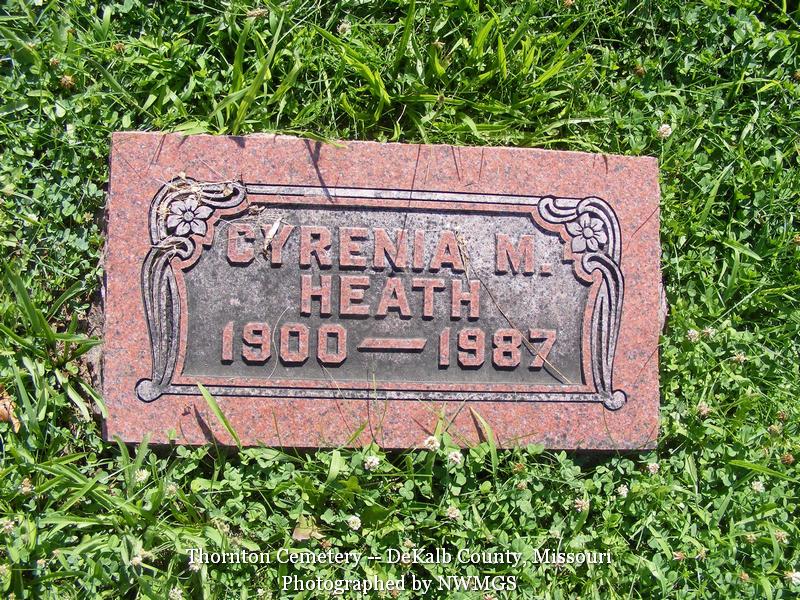 CYRENIA M.
HEATH
1900 — 1987
Thornton Cemetery -- DeKalb County, Missouri
Photographed by NWMGS